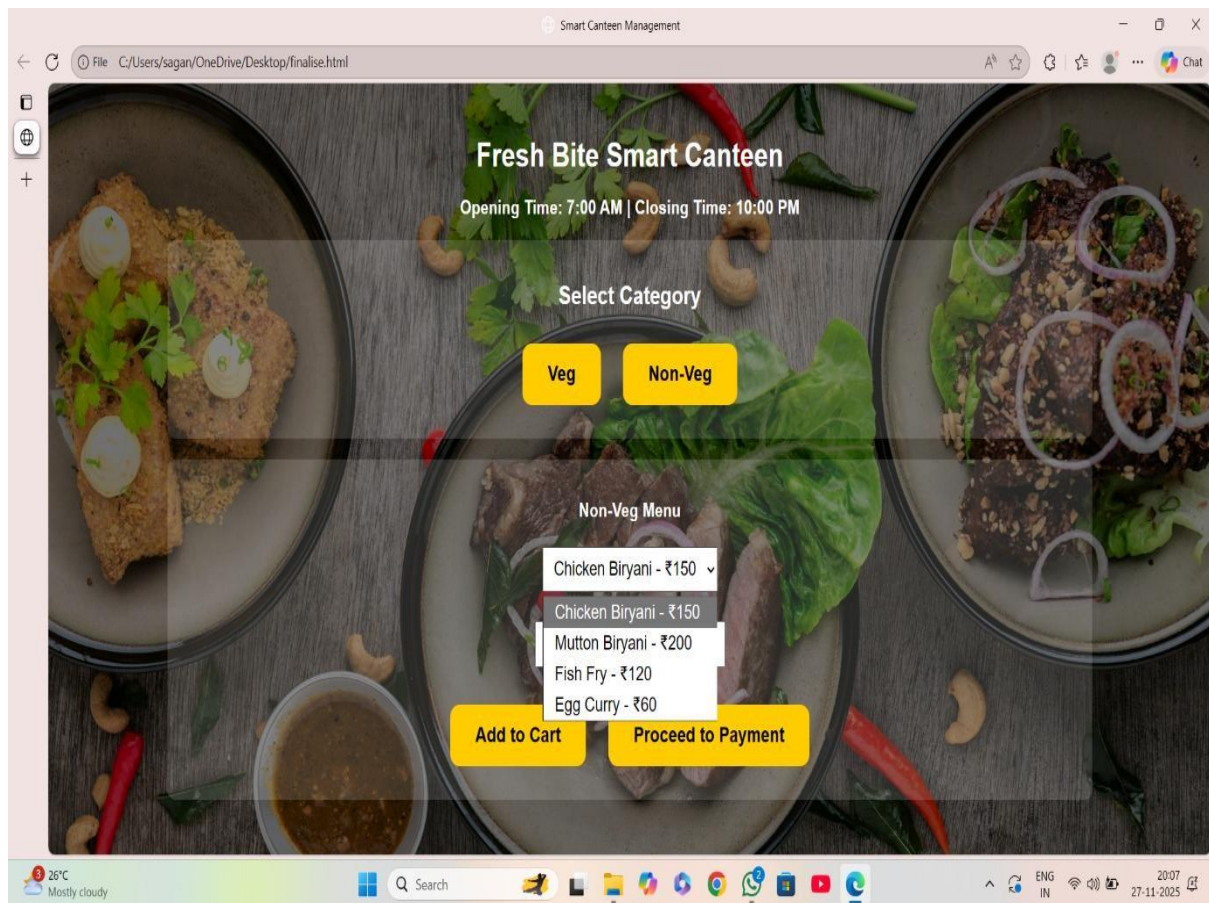 Smart Canteen Management
File C:/Users/sagan/OneDrive/Desktop/finalise.html
Chat
Fresh Bite Smart Canteen
Opening Time: 7:00 AM | Closing Time: 10:00 PM
Select Category
Veg Non-Veg
Non-Veg Menu
Chicken Biryani - ₹150
Chicken Biryani - ₹150
Mutton Biryani - ₹200
Fish Fry - ₹120
Egg Curry - ₹60
Add to Cart Proceed to Payment
3 26°C
Mostly cloudy
Search
2
ENG
IN
20:07
27-11-2025